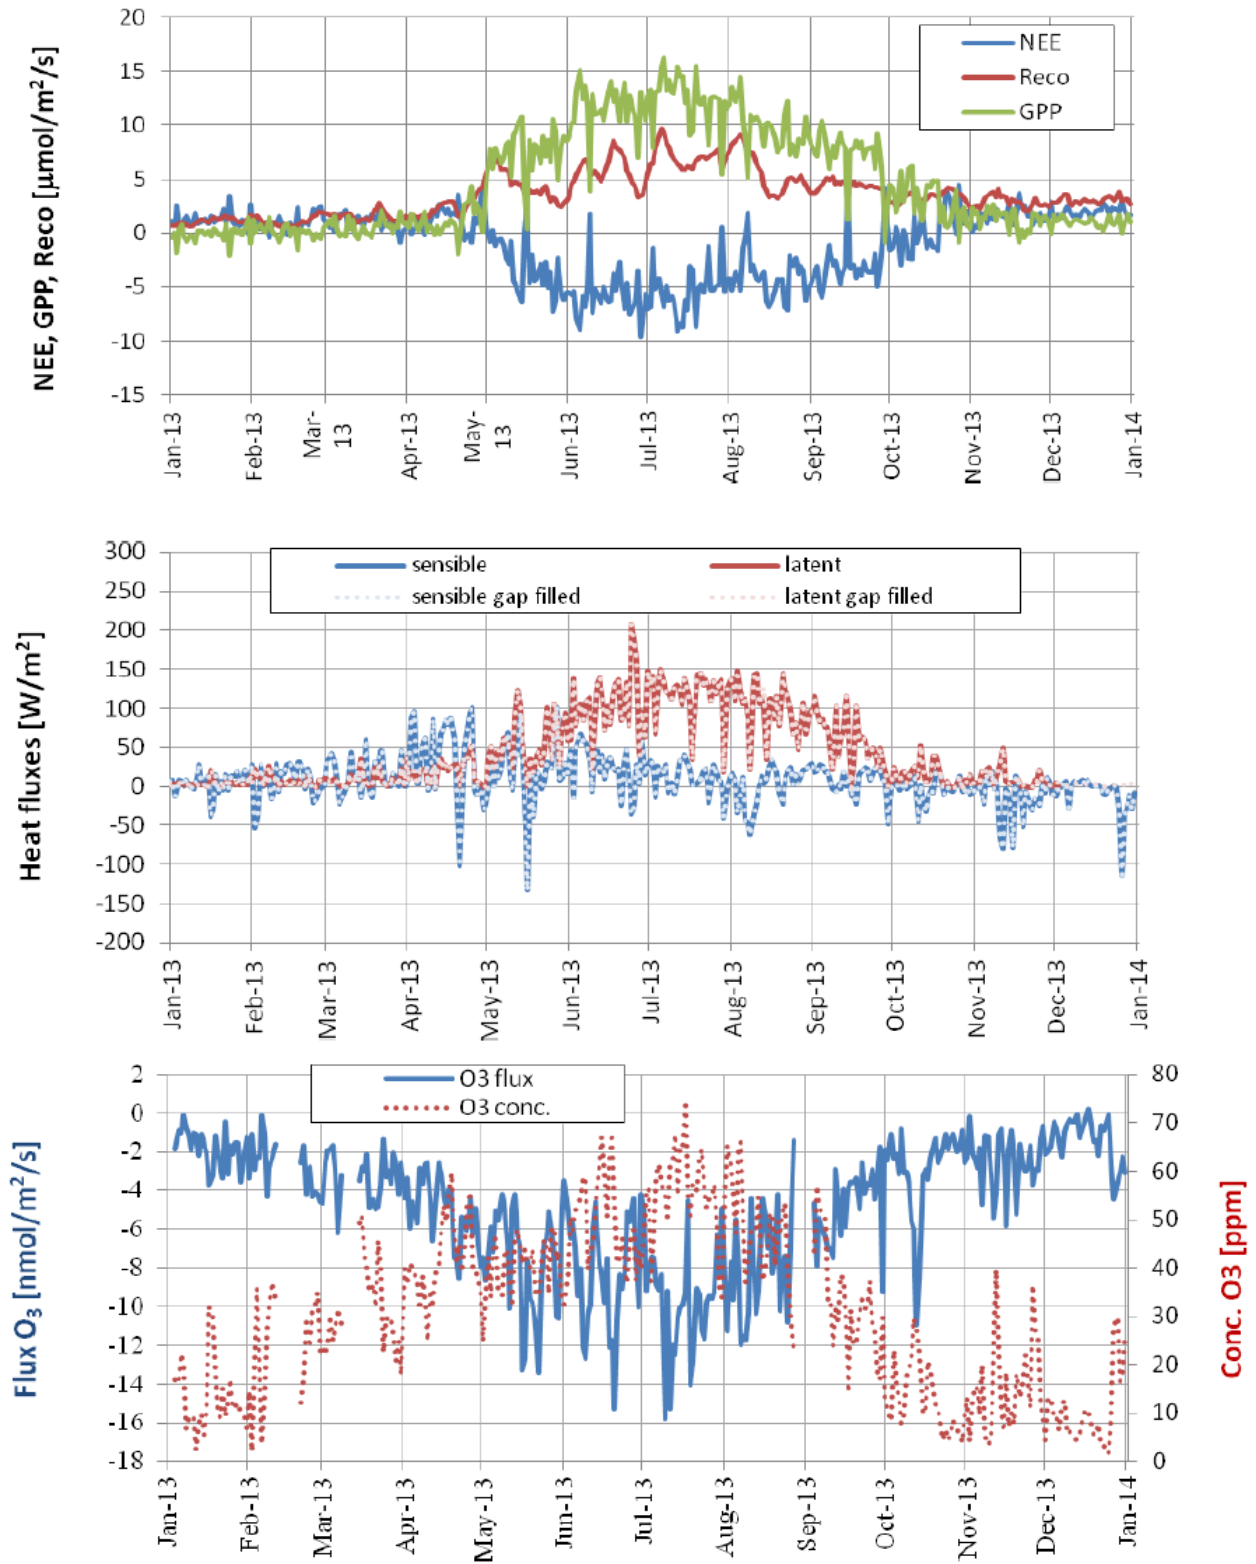 NEE, GPP, Reco [µmol/m²/s]
20
15
10
5
0
-5
-10
-15
NEE
Reco
GPP
Jan-13
Feb-13
Mar-
13
Apr-13
May-
13
Jun-13
Jul-13
Aug-13
Sep-13
Oct-13
Nov-13
Dec-13
Jan-14
Heat fluxes [W/m²]
300
250
200
150
100
50
0
-50
-100
-150
-200
sensible
latent
sensible gap filled
latent gap filled
Jan-13
Feb-13
Mar-13
Apr-13
May-13
Jun-13
Jul-13
Aug-13
Sep-13
Oct-13
Nov-13
Dec-13
Jan-14
Flux O₃ [nmol/m²/s]
2
0
-2
-4
-6
-8
-10
-12
-14
-16
-18
O3 flux
O3 conc.
80
70
60
50
40
30
20
10
0
Conc. O3 [ppm]
Jan-13
Feb-13
Mar-13
Apr-13
May-13
Jun-13
Jul-13
Aug-13
Sep-13
Oct-13
Nov-13
Dec-13
Jan-14